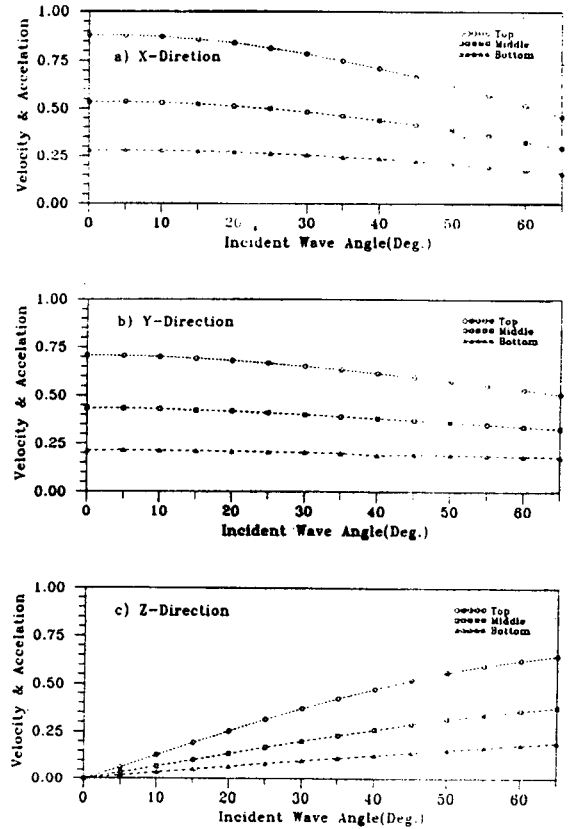 1.00
0.75
0.50
0.25
0.00
Velocity & Accelation
a) X-Diretion
Top
Middle
Bottom
0 10 20 30 40 50 60
Incident Wave Angle(Deg.)
1.00
0.75
0.50
0.25
0.00
Velocity & Accelation
b) Y-Direction
Top
Middle
Bottom
0 10 20 30 40 50 60
Incident Wave Angle(Deg.)
1.00
0.75
0.50
0.25
0.00
Velocity & Accelation
c) Z-Direction
Top
Middle
Bottom
0 10 20 30 40 50 60
Incident Wave Angle(Deg.)